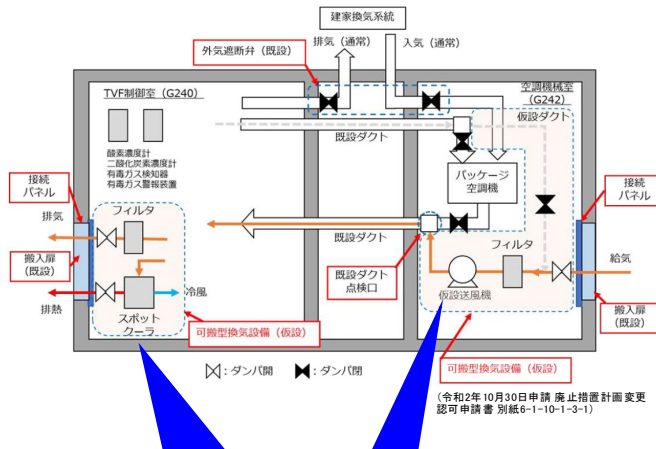 建家換気系統
排気（通常）
入気（通常）
外気遮断弁（既設）
TVF制御室（G240）
空調機械室
（G242）
仮設ダクト
既設ダクト
酸素濃度計
二酸化炭素濃度計
有毒ガス検知器
有毒ガス警報装置
パッケージ
空調機
接続
パネル
排気
フィルタ
搬入扉
（既設）
排熱
冷風
スポット
クーラ
可搬型換気設備（仮設）
既設ダクト
既設ダクト
点検口
フィルタ
仮設送風機
接続
パネル
給気
搬入扉
（既設）
可搬型換気設備（仮設）
：ダンパ開
：ダンパ閉
(令和2年10月30日申請 廃止措置計画変更
認可申請書 別紙6-1-10-1-3-1)